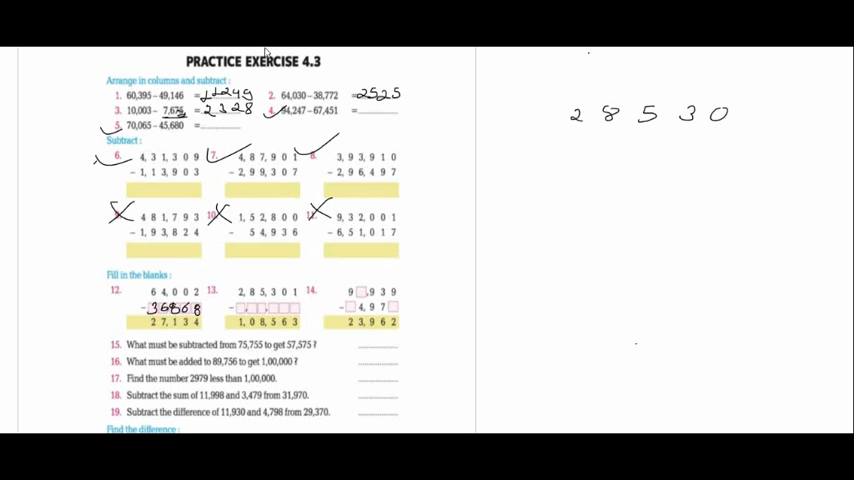 PRACTICE EXERCISE 4.3
Arrange in columns and subtract :
1. 60,395 – 49,146 = 11249 2. 64,030 – 38,772 = 2525
3. 10,003 – 7,675 = 2328 4. 94,247 – 67,451 = ..............
5. 70,065 – 45,680 = ..............
Subtract :
6. 4, 3 1, 3 0 9 7. 4, 8 7, 9 0 1 8. 3, 9 3, 9 1 0
– 1, 1 3, 9 0 3 – 2, 9 9, 3 0 7 – 2, 9 6, 4 9 7
9. 4 8 1, 7 9 3 10. 1, 5 2, 8 0 0 11. 9, 3 2, 0 0 1
– 1, 9 3, 8 2 4 – 5 4, 9 3 6 – 6, 5 1, 0 1 7
Fill in the blanks :
12. 6 4, 0 0 2 13. 2, 8 5, 3 0 1 14. 9 □, 9 3 9
– 36868 – □, □, □ □ □ – □ 4, 9 7 □
2 7, 1 3 4 1, 0 8, 5 6 3 2 3, 9 6 2
15. What must be subtracted from 75,755 to get 57,575 ? ..............
16. What must be added to 89,756 to get 1,00,000 ? ..............
17. Find the number 2979 less than 1,00,000. ..............
18. Subtract the sum of 11,998 and 3,479 from 31,970. ..............
19. Subtract the difference of 11,930 and 4,798 from 29,370. ..............
Find the difference :
2 8 5 3 0